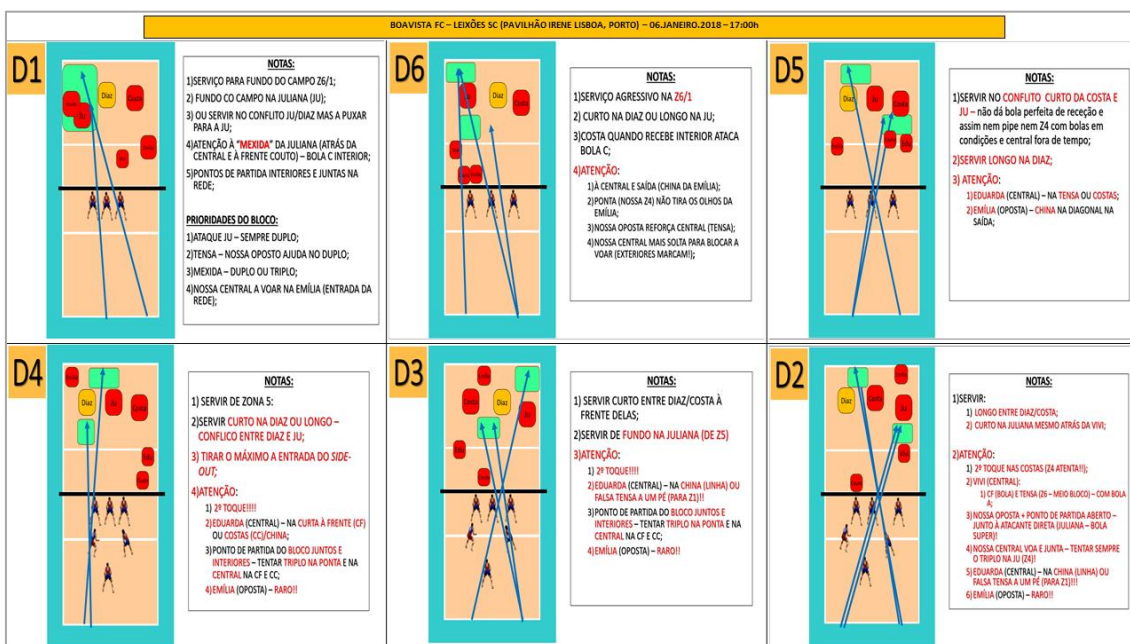 BOAVISTA FC – LEIXÕES SC (PAVILHÃO IRENE LISBOA, PORTO) – 06.JANEIRO.2018 – 17:00h
D1
Diaz
Costa
JU
NOTAS:
1)SERVIÇO PARA FUNDO DO CAMPO Z6/1;
2) FUNDO CO CAMPO NA JULIANA (JU);
3) OU SERVIR NO CONFLITO JU/DIAZ MAS A PUXAR
PARA A JU;
4)ATENÇÃO À “MEXIDA” DA JULIANA (ATRÁS DA
CENTRAL E À FRENTE COUTO) – BOLA C INTERIOR;
5)PONTOS DE PARTIDA INTERIORES E JUNTAS NA
REDE;
PRIORIDADES DO BLOCO:
1)ATAQUE JU – SEMPRE DUPLO;
2)TENSA – NOSSA OPOSTO AJUDA NO DUPLO;
3)MEXIDA – DUPLO OU TRIPLO;
4)NOSSA CENTRAL A VOAR NA EMÍLIA (ENTRADA DA
REDE);
D6
JU
Diaz
Costa
NOTAS:
1)SERVIÇO AGRESSIVO NA Z6/1
2) CURTO NA DIAZ OU LONGO NA JU;
3)COSTA QUANDO RECEBE INTERIOR ATACA
BOLA C;
4)ATENÇÃO:
1)À CENTRAL E SAÍDA (CHINA DA EMÍLIA);
2)PONTA (NOSSA Z4) NÃO TIRA OS OLHOS DA
EMÍLIA;
3)NOSSA OPOSTA REFORÇA CENTRAL (TENSA);
4)NOSSA CENTRAL MAIS SOLTA PARA BLOCAR A
VOAR (EXTERIORES MARCAM!);
D5
Diaz
JU
Costa
NOTAS:
1)SERVIR NO CONFLITO CURTO DA COSTA E
JU – não dá bola perfeita de receção e
assim nem pipe nem Z4 com bolas em
condições e central fora de tempo;
2)SERVIR LONGO NA DIAZ;
3) ATENÇÃO:
1)EDUARDA (CENTRAL) – NA TENSA OU COSTAS;
2)EMÍLIA (OPOSTA) – CHINA NA DIAGONAL NA
SAÍDA;
D4
Diaz
JU
Costa
NOTAS:
1) SERVIR DE ZONA 5:
2)SERVIR CURTO NA DIAZ OU LONGO –
CONFLICO ENTRE DIAZ E JU;
3) TIRAR O MÁXIMO A ENTRADA DO SIDE-
OUT;
4)ATENÇÃO:
1) 2º TOQUE!!!!!
2)EDUARDA (CENTRAL) – NA CURTA À FRENTE (CF)
OU COSTAS (CC)/CHINA;
3)PONTO DE PARTIDA DO BLOCO JUNTOS E
INTERIORES – TENTAR TRIPLO NA PONTA E NA
CENTRAL NA CF E CC;
4)EMÍLIA (OPOSTA) – RARO!!
D3
Costa
Diaz
JU
NOTAS:
1) SERVIR CURTO ENTRE DIAZ/COSTA À
FRENTE DELAS;
2)SERVIR DE FUNDO NA JULIANA (DE Z5)
3)ATENÇÃO:
1) 2º TOQUE!!!!
2)EDUARDA (CENTRAL) – NA CHINA (LINHA) OU
FALSA TENSA A UM PÉ (PARA Z1)!!
3)PONTO DE PARTIDA DO BLOCO JUNTOS E
INTERIORES – TENTAR TRIPLO NA PONTA E NA
CENTRAL NA CF E CC;
4)EMÍLIA (OPOSTA) – RARO!!
D2
Diaz
Costa
JU
NOTAS:
1)SERVIR:
1) LONGO ENTRE DIAZ/COSTA;
2) CURTO NA JULIANA MESMO ATRÁS DA VIVI;
2)ATENÇÃO:
1) 2º TOQUE NAS COSTAS (Z4 ATENTA!!);
2) VIVI (CENTRAL):
1) CF (BOLA) E TENSA (Z6 – MEIO BLOCO) – COM BOLA
A;
3)NOSSA OPOSTA + PONTO DE PARTIDA ABERTO –
JUNTO À ATACANTE DIRETA (JULIANA – BOLA
SUPER)!
4)NOSSA CENTRAL VOA E JUNTA – TENTAR SEMPRE
O TRIPLO NA JU (Z4)!
5)EDUARDA (CENTRAL) – NA CHINA (LINHA) OU
FALSA TENSA A UM PÉ (PARA Z1)!!!
6)EMÍLIA (OPOSTA) – RARO!!